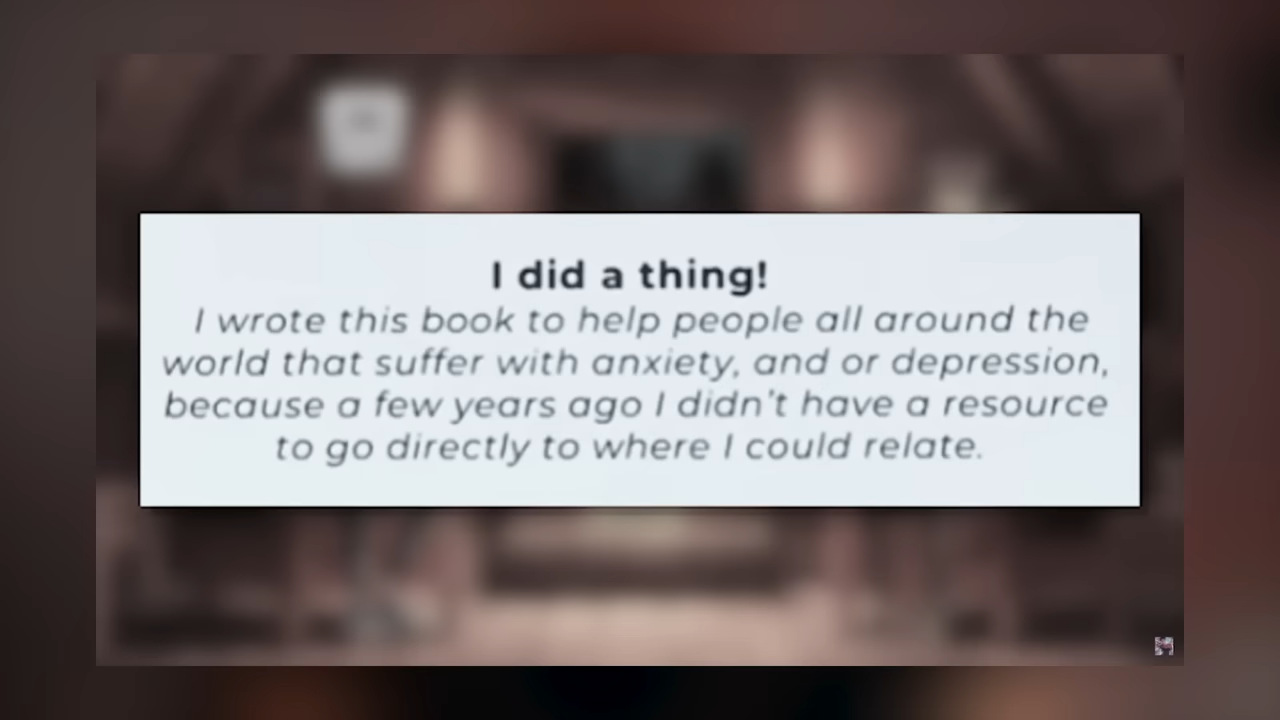 I did a thing!
I wrote this book to help people all around the
world that suffer with anxiety, and or depression,
because a few years ago I didn't have a resource
to go directly to where I could relate.